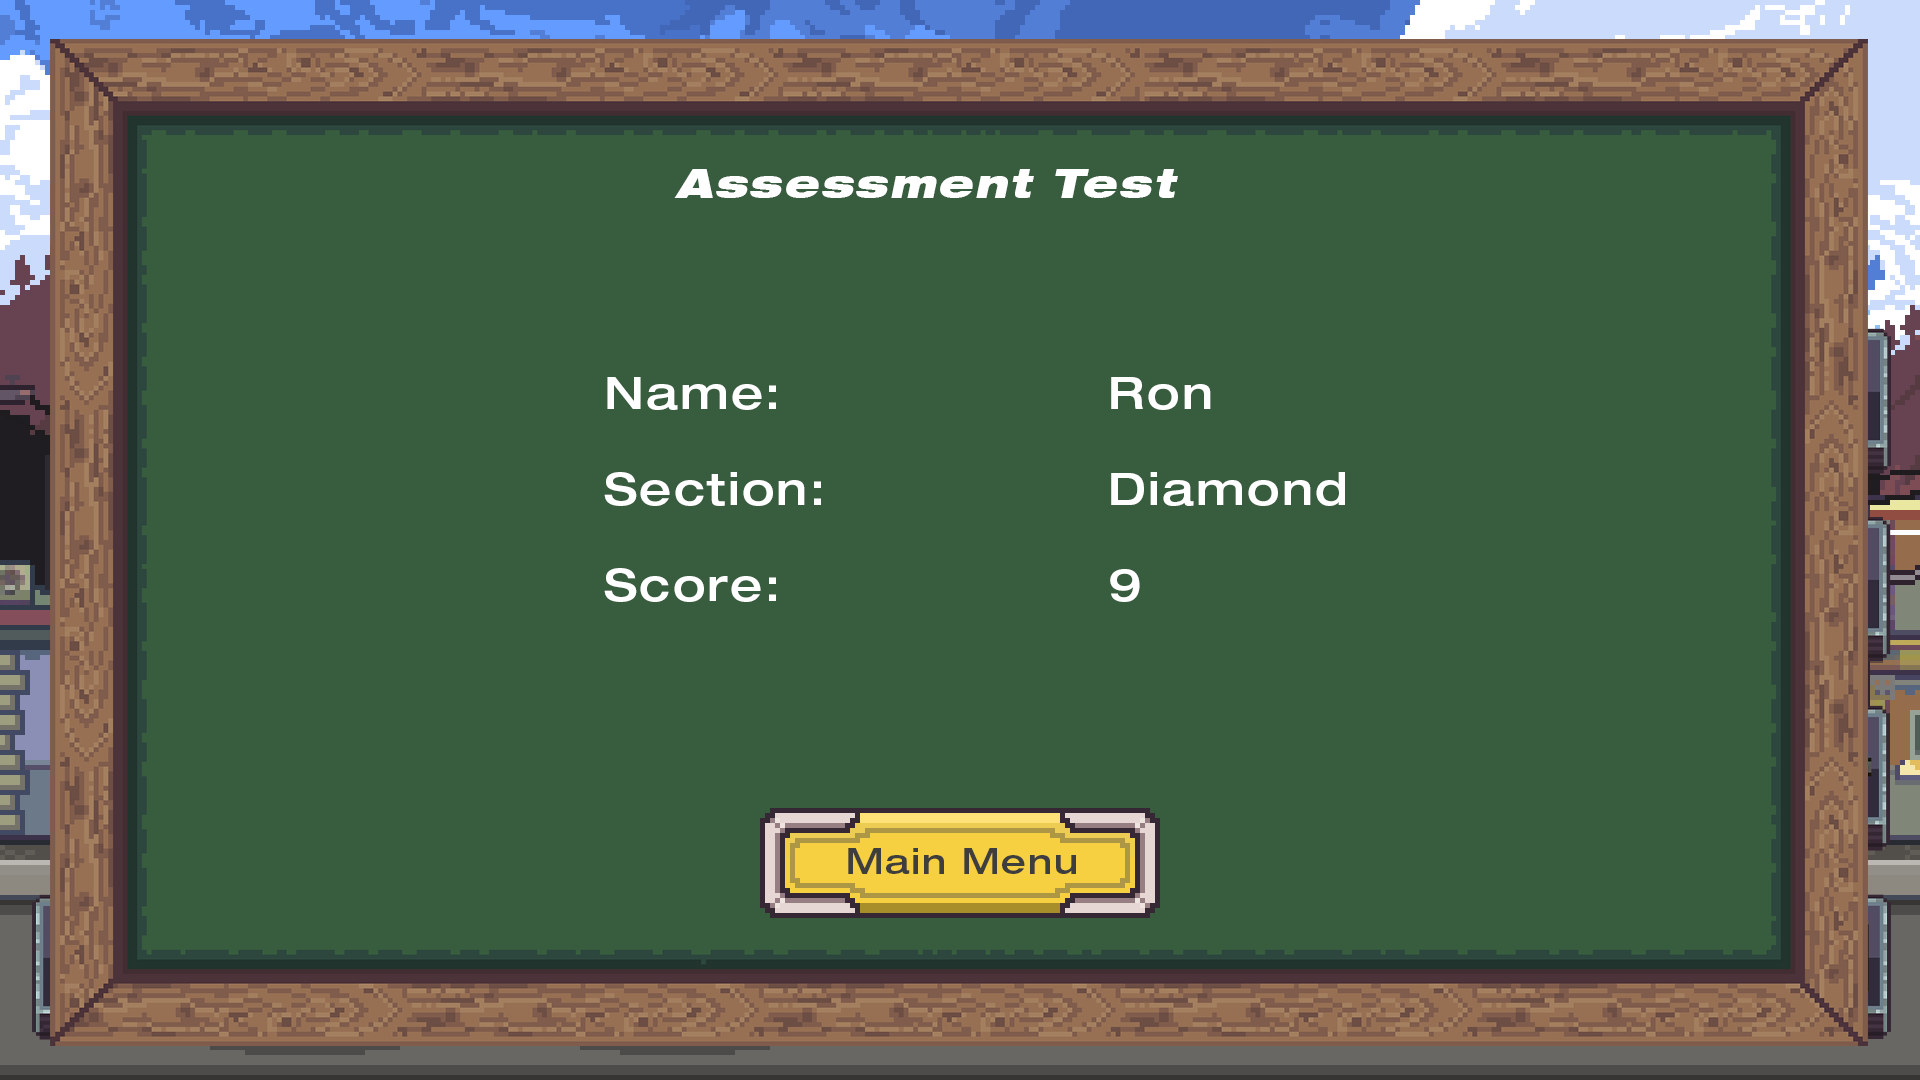 Assessment Test
Name: Ron
Section: Diamond
Score: 9
Main Menu